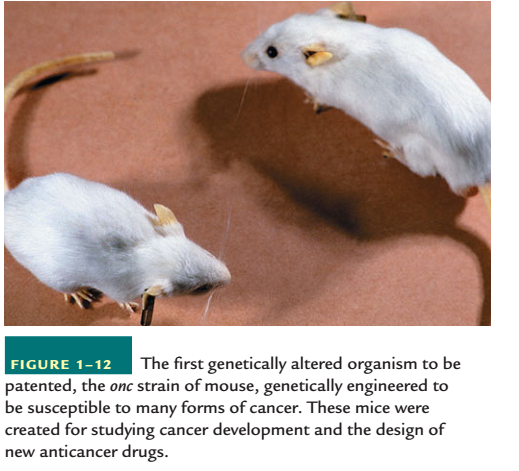 FIGURE 1–12 The first genetically altered organism to be
patented, the onc strain of mouse, genetically engineered to
be susceptible to many forms of cancer. These mice were
created for studying cancer development and the design of
new anticancer drugs.